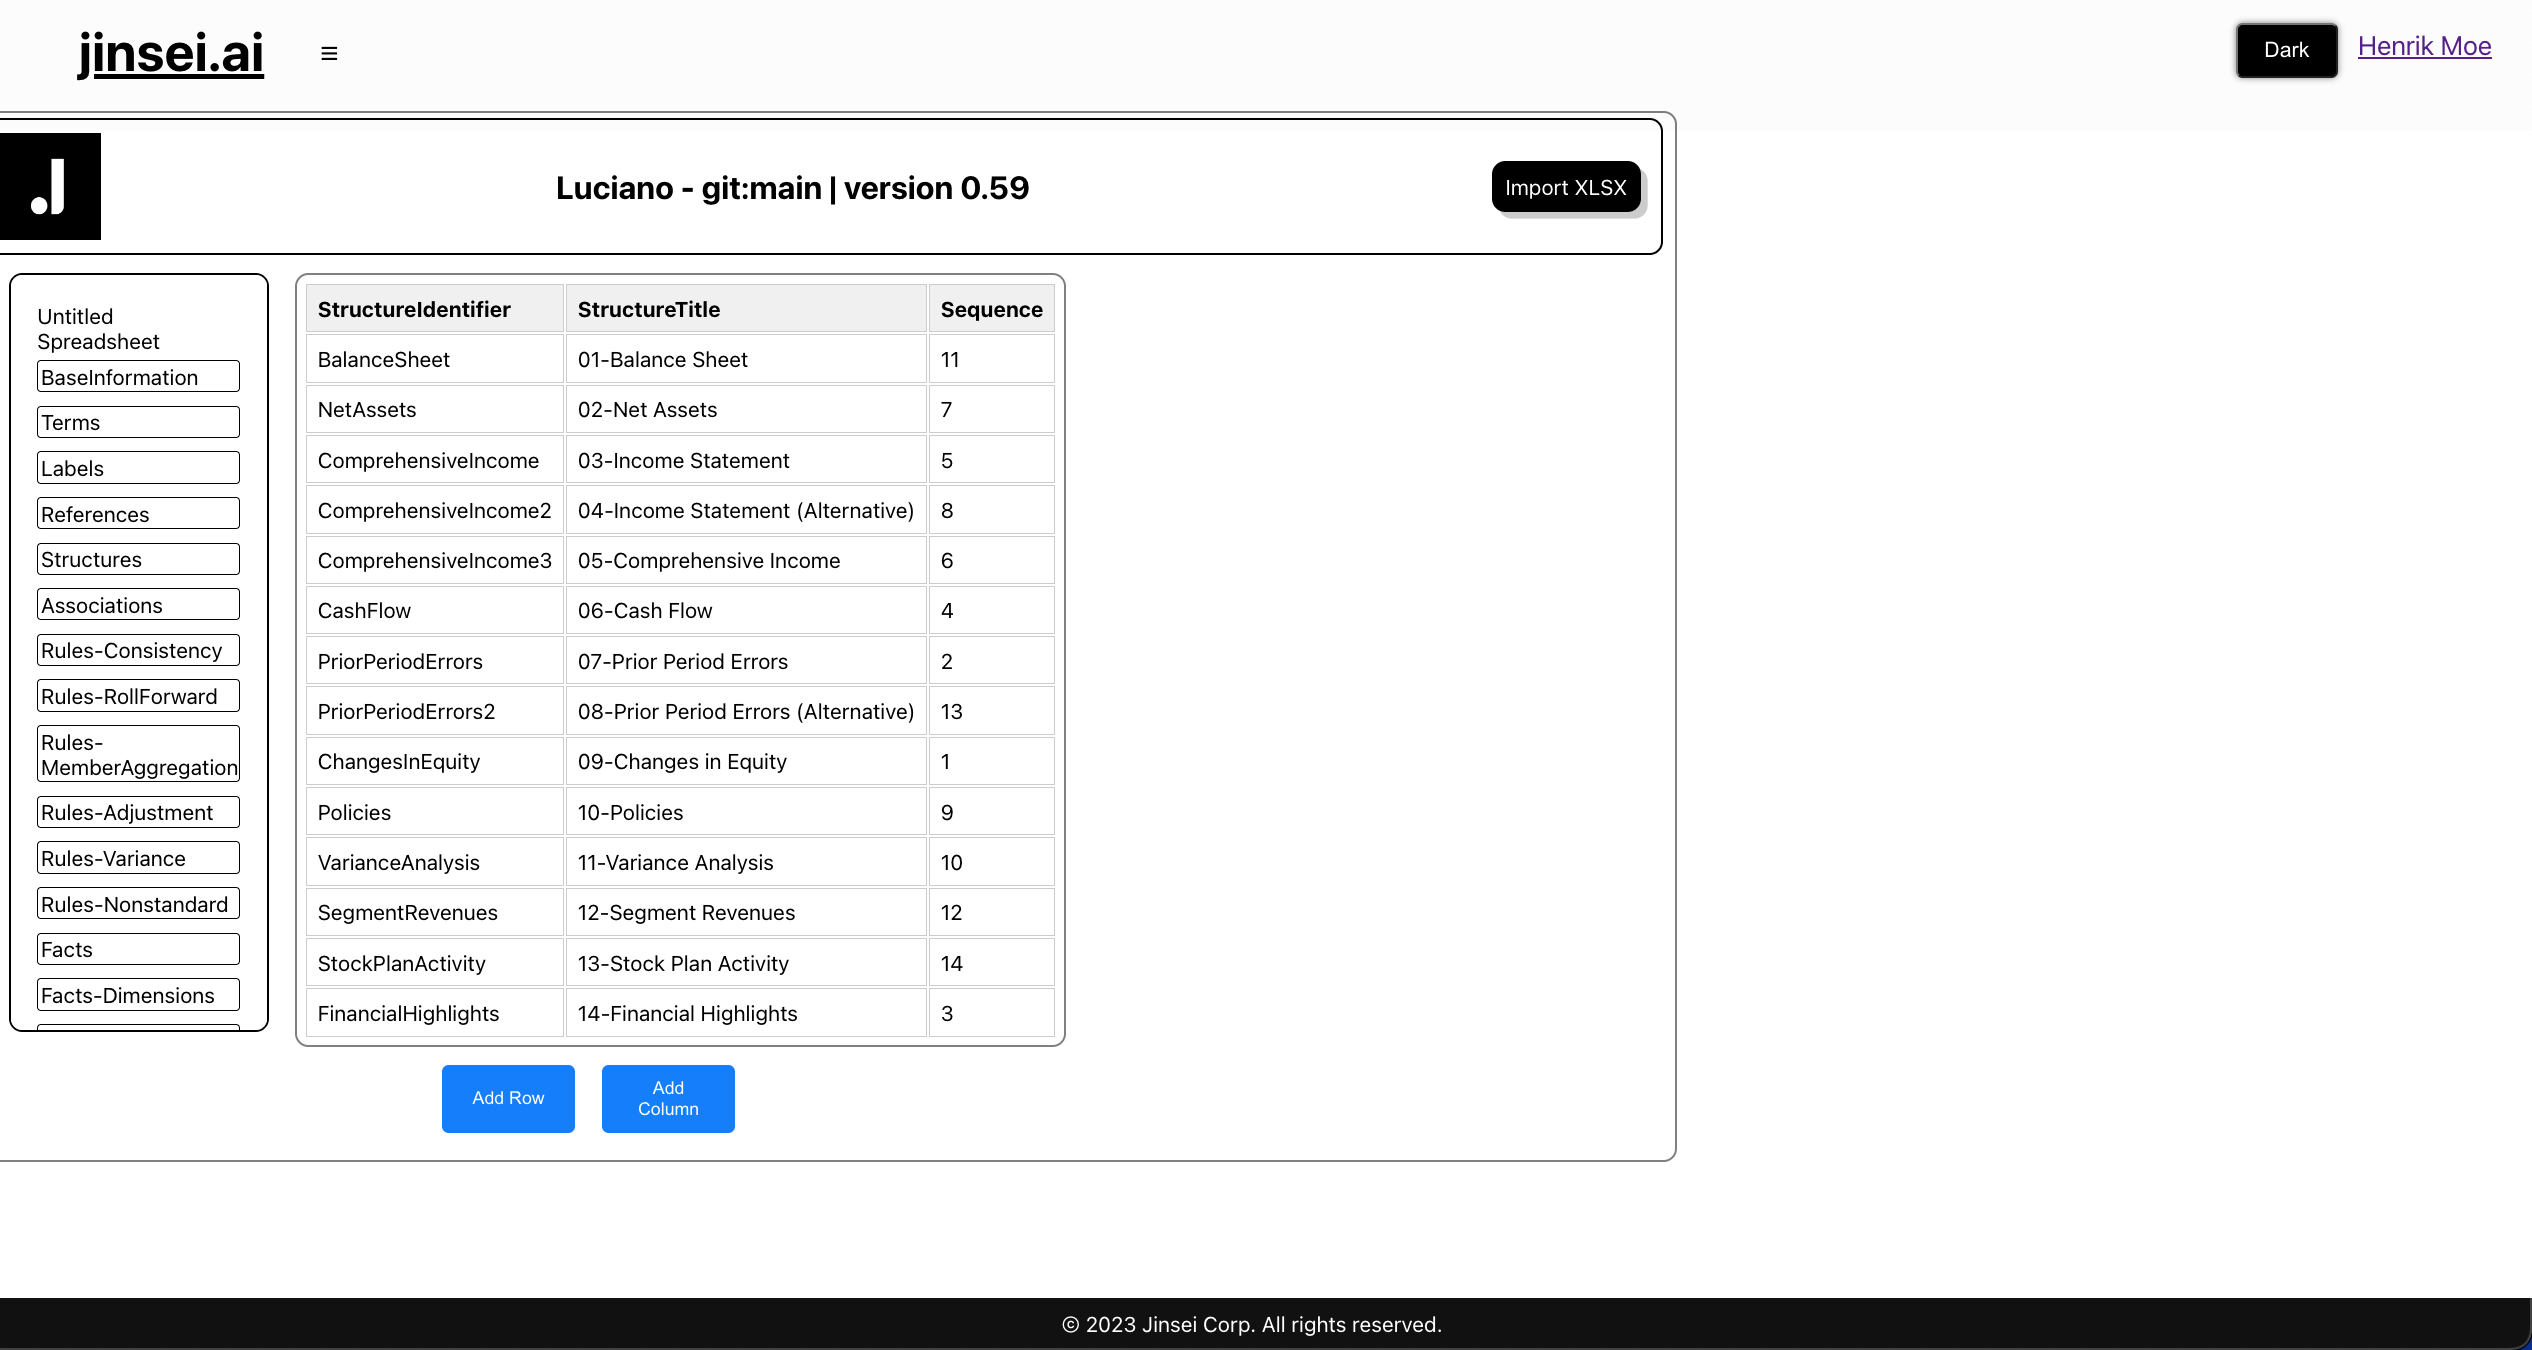 jinsei.ai ≡ Dark Henrik Moe
J Luciano - git:main | version 0.59 Import XLSX
Untitled
Spreadsheet
BaseInformation
Terms
Labels
References
Structures
Associations
Rules-Consistency
Rules-RollForward
Rules-
MemberAggregation
Rules-Adjustment
Rules-Variance
Rules-Nonstandard
Facts
Facts-Dimensions
StructureIdentifier StructureTitle Sequence
BalanceSheet 01-Balance Sheet 11
NetAssets 02-Net Assets 7
ComprehensiveIncome 03-Income Statement 5
ComprehensiveIncome2 04-Income Statement (Alternative) 8
ComprehensiveIncome3 05-Comprehensive Income 6
CashFlow 06-Cash Flow 4
PriorPeriodErrors 07-Prior Period Errors 2
PriorPeriodErrors2 08-Prior Period Errors (Alternative) 13
ChangesInEquity 09-Changes in Equity 1
Policies 10-Policies 9
VarianceAnalysis 11-Variance Analysis 10
SegmentRevenues 12-Segment Revenues 12
StockPlanActivity 13-Stock Plan Activity 14
FinancialHighlights 14-Financial Highlights 3
Add Row
Add
Column
© 2023 Jinsei Corp. All rights reserved.